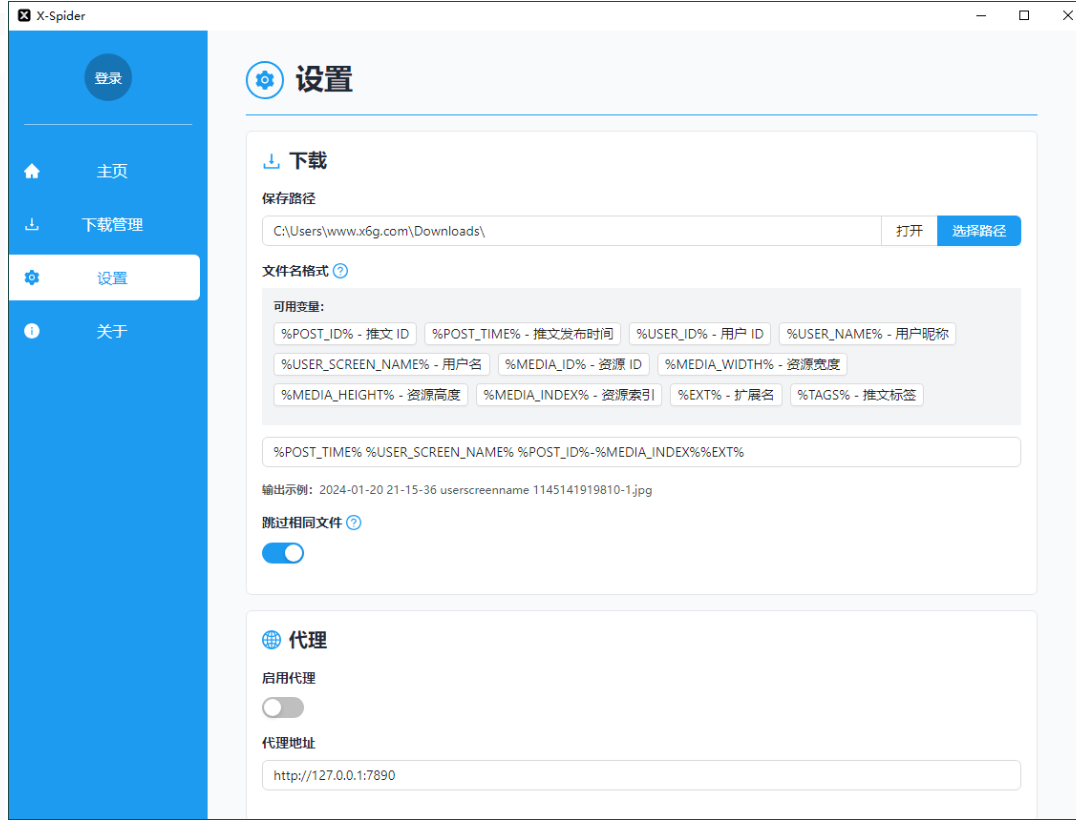 X-Spider
登录
主页
下载管理
设置
关于
设置
下载
保存路径
C:\Users\www.x6g.com\Downloads\ 打开 选择路径
文件名格式
可用变量:
%POST_ID% - 推文 ID %POST_TIME% - 推文发布时间 %USER_ID% - 用户 ID %USER_NAME% - 用户昵称
%USER_SCREEN_NAME% - 用户名 %MEDIA_ID% - 资源 ID %MEDIA_WIDTH% - 资源宽度
%MEDIA_HEIGHT% - 资源高度 %MEDIA_INDEX% - 资源索引 %EXT% - 扩展名 %TAGS% - 推文标签
%POST_TIME% %USER_SCREEN_NAME% %POST_ID%-%MEDIA_INDEX%%EXT%
输出示例: 2024-01-20 21-15-36 userscreenname 1145141919810-1.jpg
跳过相同文件
代理
启用代理
代理地址
http://127.0.0.1:7890